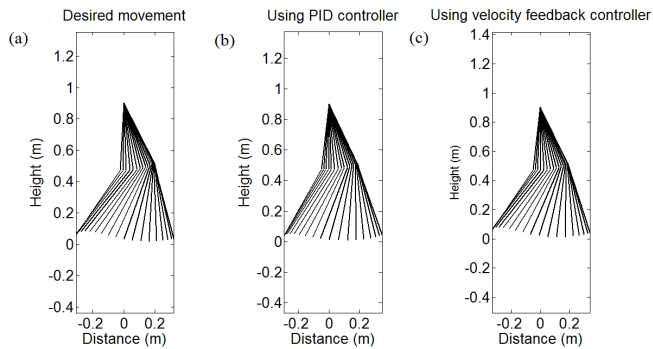 Desired movement
Using PID controller
Using velocity feedback controller
(a)
(b)
(c)
1.2
1
0.8
0.6
0.4
0.2
0
-0.2
-0.4
Height (m)
-0.2 0 0.2
Distance (m)
1.2
1
0.8
0.6
0.4
0.2
0
-0.2
-0.4
Height (m)
-0.2 0 0.2
Distance (m)
1.4
1.2
1
0.8
0.6
0.4
0.2
0
-0.2
-0.4
Height (m)
-0.2 0 0.2
Distance (m)